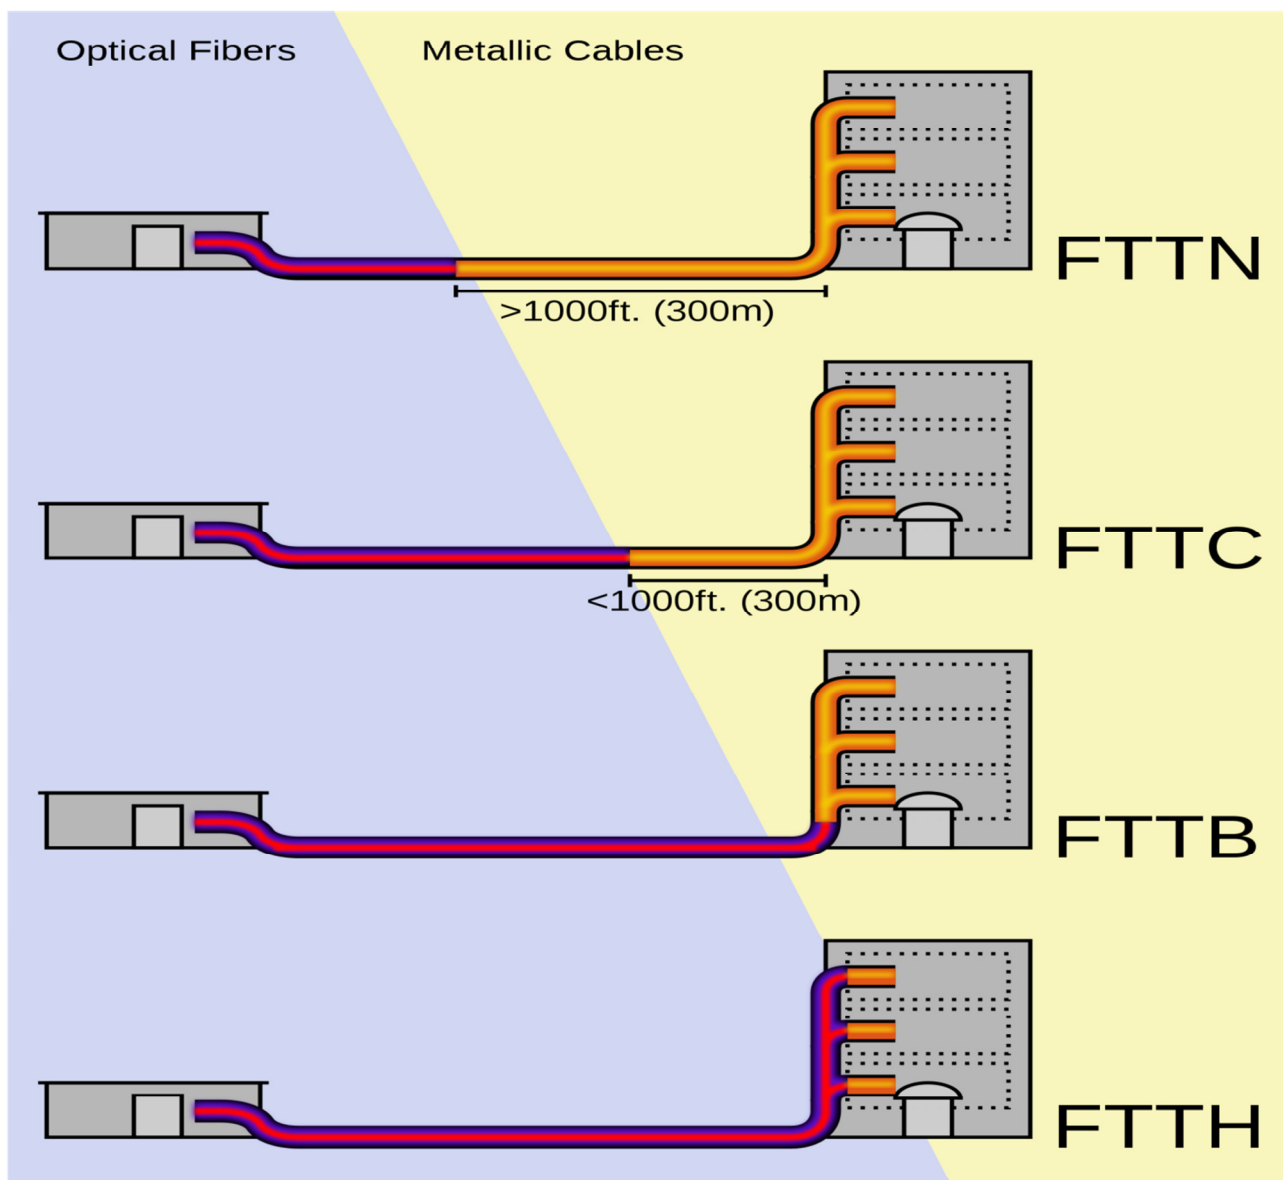 Optical Fibers
Metallic Cables
FTTN
>1000ft. (300m)
FTTC
<1000ft. (300m)
FTTB
FTTH